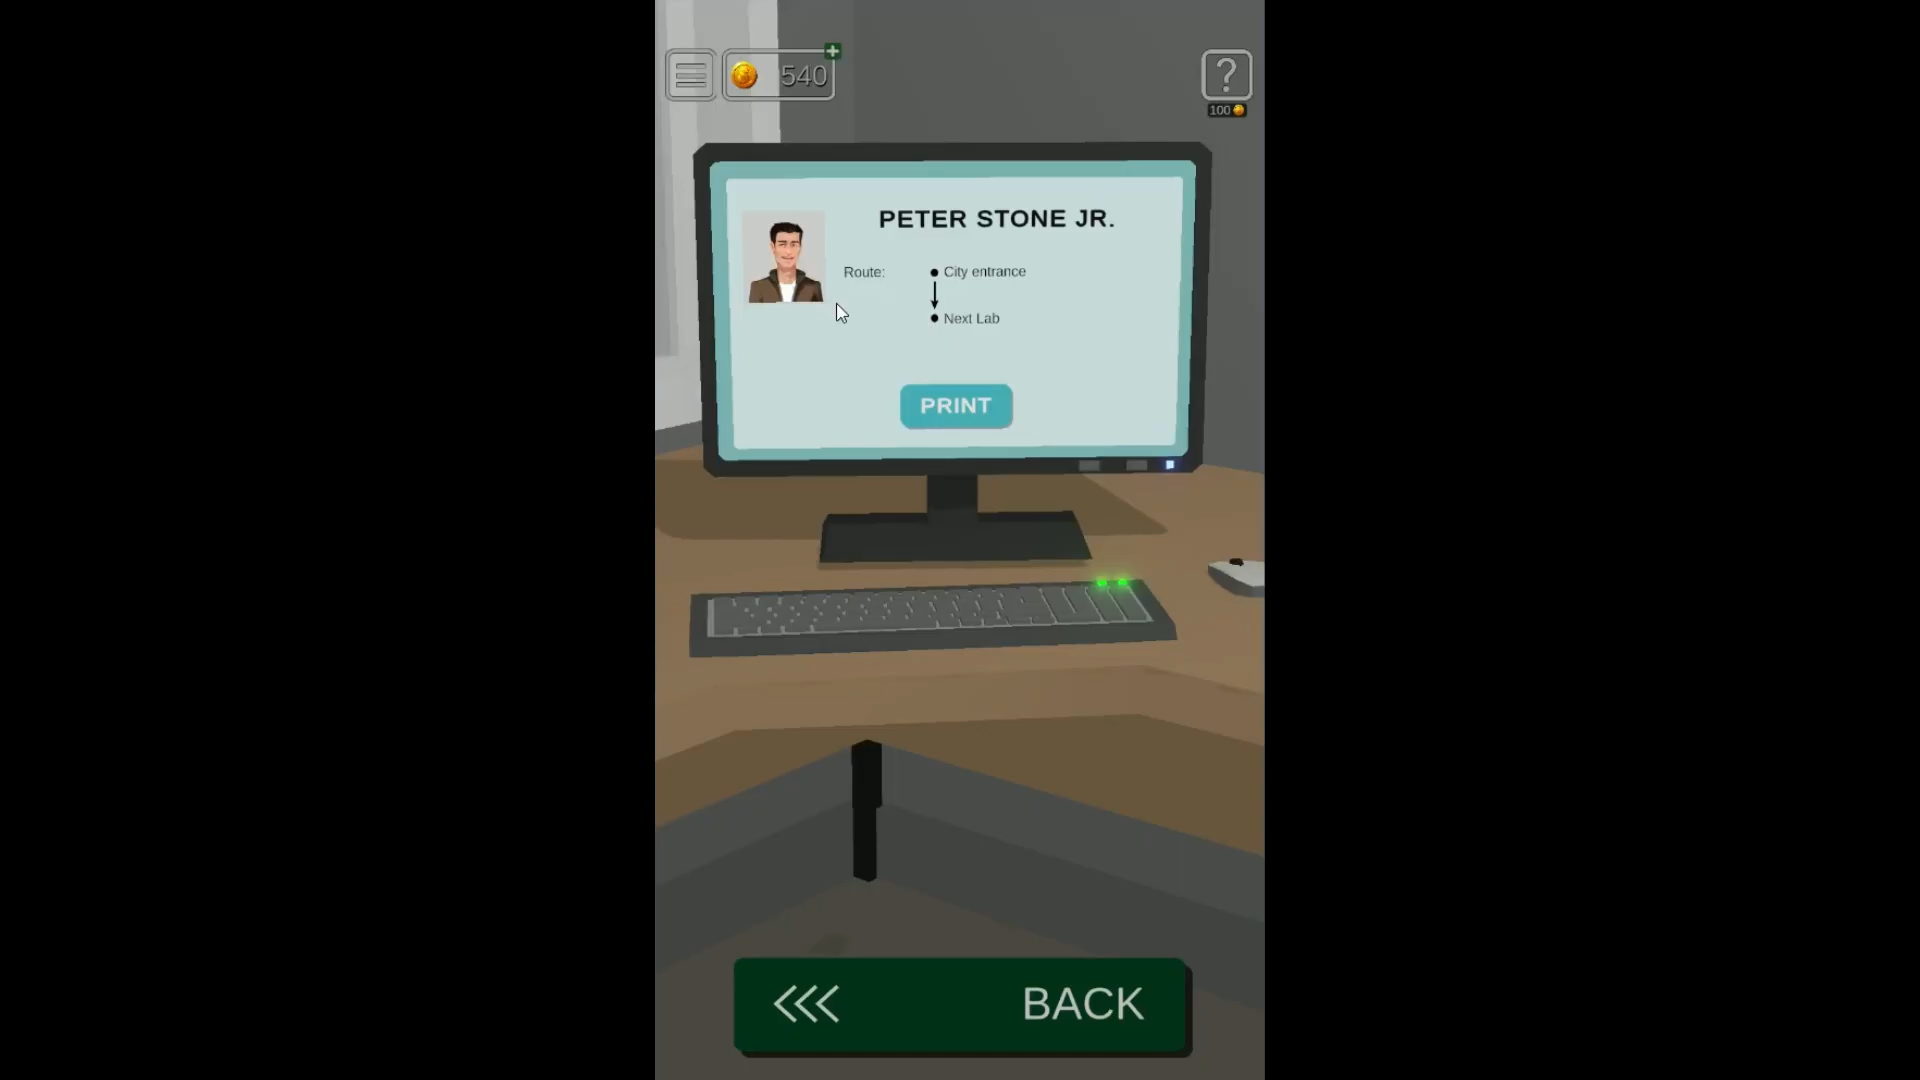 540
?
100
PETER STONE JR.
Route:
City entrance
Next Lab
PRINT
BACK